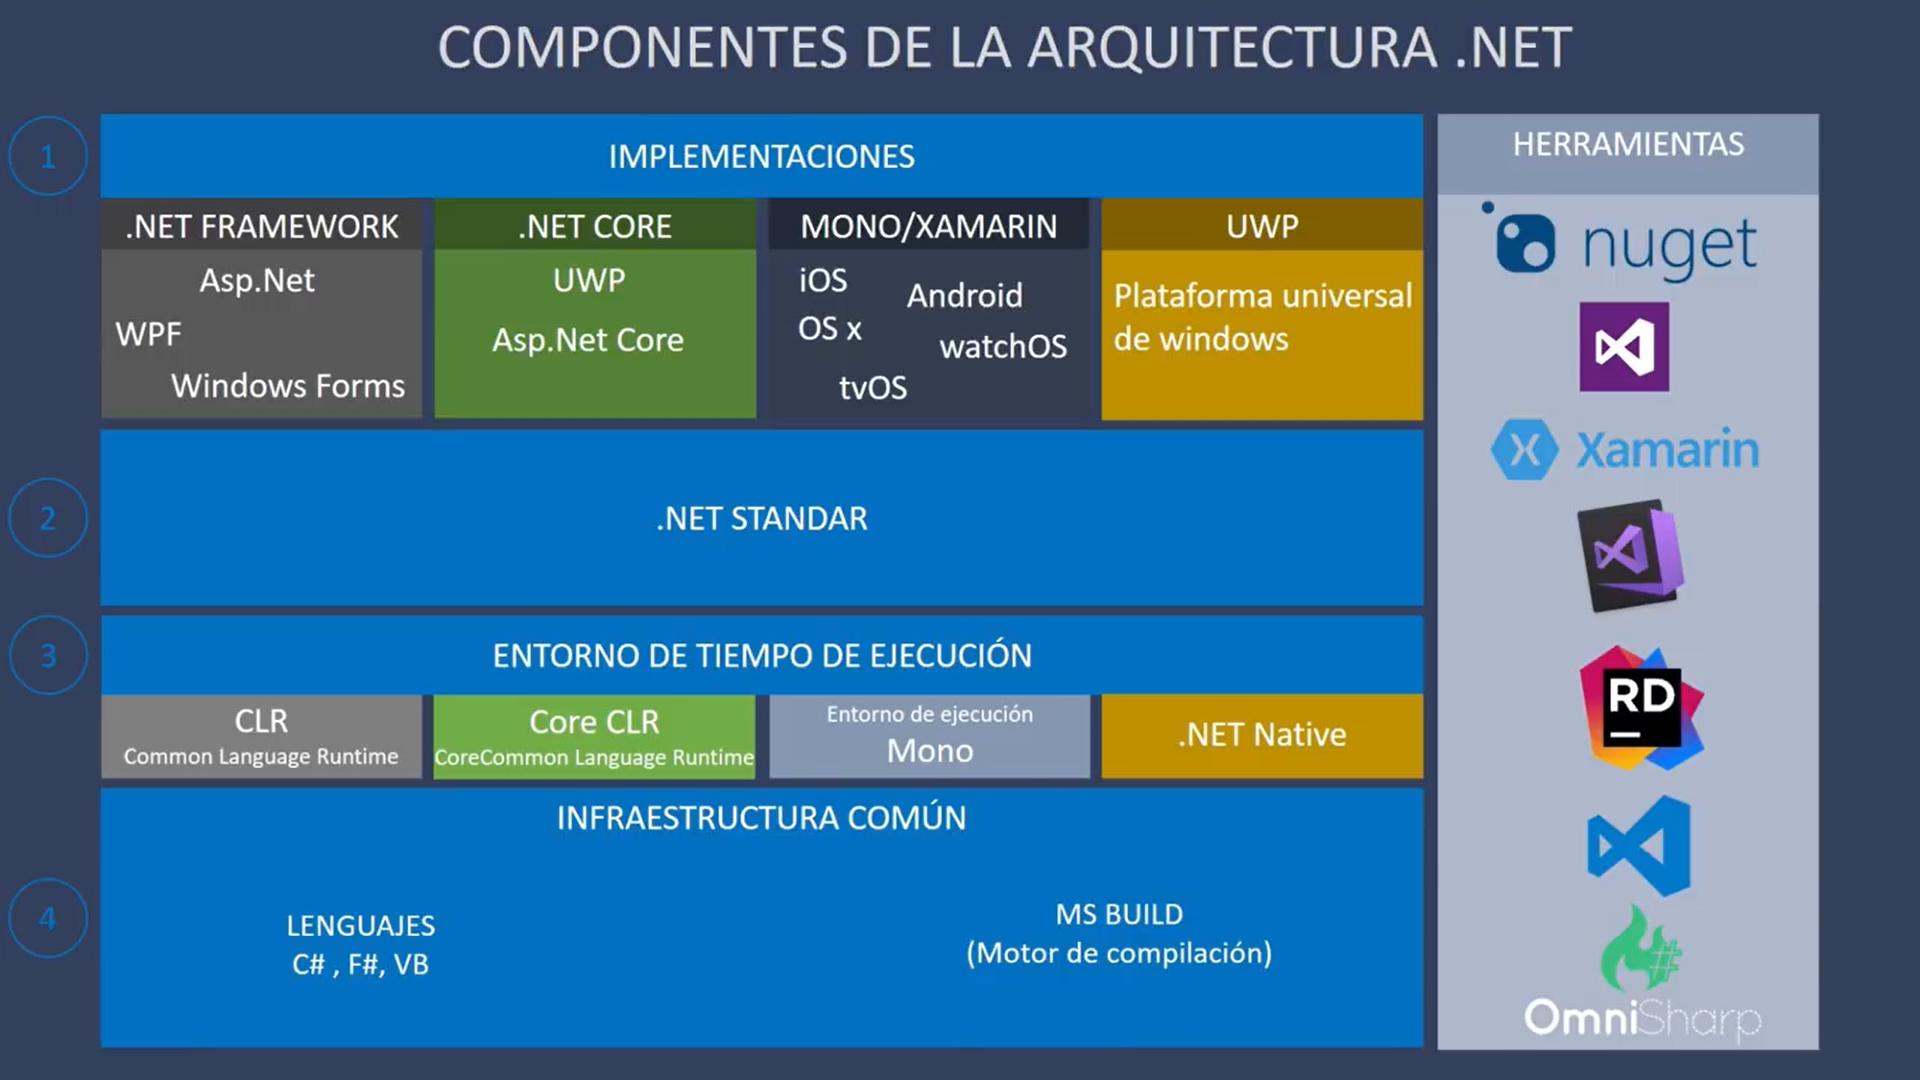 COMPONENTES DE LA ARQUITECTURA .NET
1
IMPLEMENTACIONES
.NET FRAMEWORK
Asp.Net
WPF
Windows Forms
.NET CORE
UWP
Asp.Net Core
MONO/XAMARIN
iOS
Android
OS x
watchOS
tvOS
UWP
Plataforma universal
de windows
2
.NET STANDAR
3
ENTORNO DE TIEMPO DE EJECUCIÓN
CLR
Common Language Runtime
Core CLR
CoreCommon Language Runtime
Entorno de ejecución
Mono
.NET Native
4
INFRAESTRUCTURA COMÚN
LENGUAJES
C# , F#, VB
MS BUILD
(Motor de compilación)
HERRAMIENTAS
nuget
X Xamarin
RD
#
OmniSharp